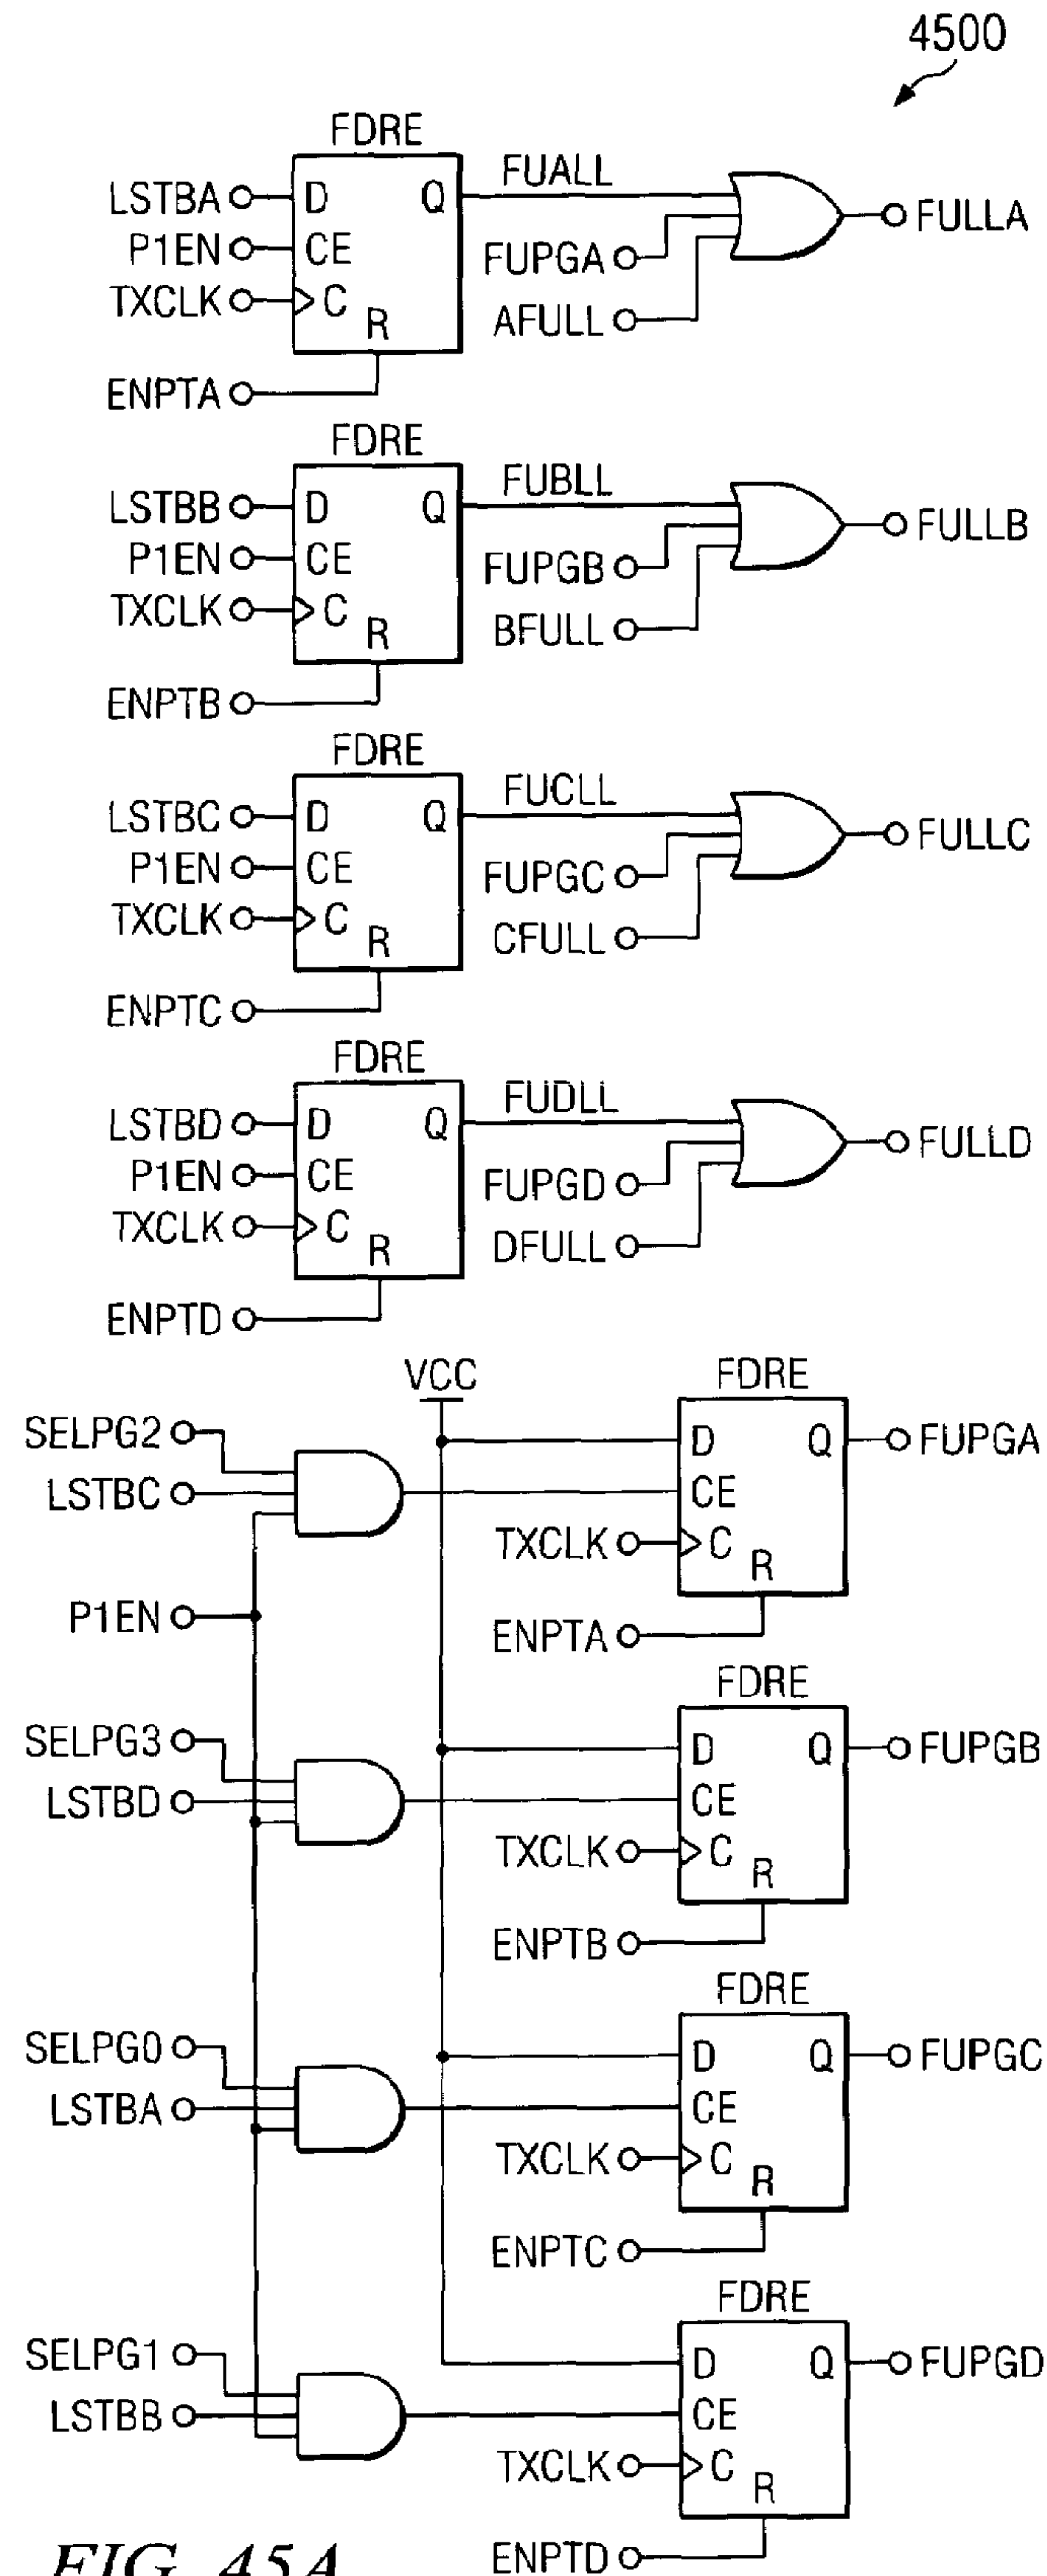 4500
FDRE
LSTBA D Q FUALL
P1EN CE FUPGA FULLA
TXCLK C AFULL
R
ENPTA
FDRE
LSTBB D Q FUBLL
P1EN CE FUPGB FULLB
TXCLK C BFULL
R
ENPTB
FDRE
LSTBC D Q FUCLL
P1EN CE FUPGC FULLC
TXCLK C CFULL
R
ENPTC
FDRE
LSTBD D Q FUDLL
P1EN CE FUPGD FULLD
TXCLK C DFULL
R
ENPTD
VCC FDRE
SELPG2 D Q FUPGA
LSTBC CE
TXCLK C
R
P1EN ENPTA
FDRE
SELPG3 D Q FUPGB
LSTBD CE
TXCLK C
R
ENPTB
FDRE
SELPG0 D Q FUPGC
LSTBA CE
TXCLK C
R
ENPTC
FDRE
SELPG1 D Q FUPGD
LSTBB CE
TXCLK C
R
ENPTD
FIG. 45A